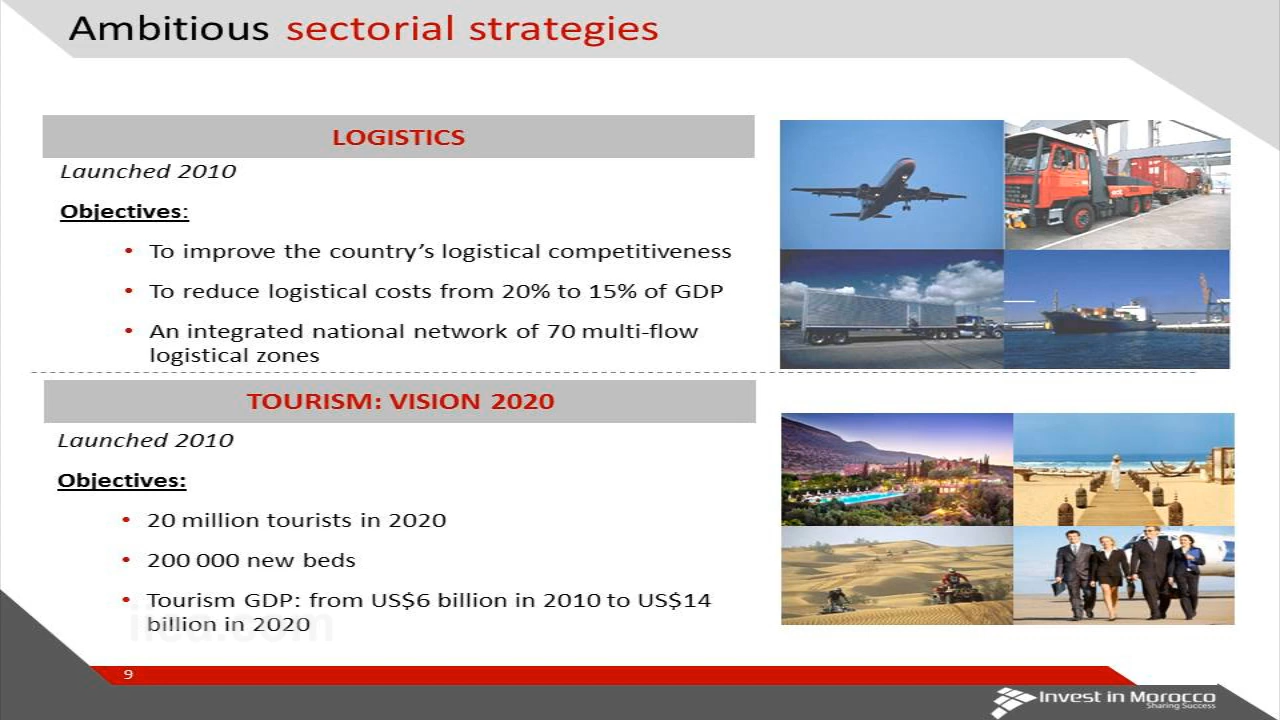 Ambitious sectorial strategies
LOGISTICS
Launched 2010
Objectives:
• To improve the country’s logistical competitiveness
• To reduce logistical costs from 20% to 15% of GDP
• An integrated national network of 70 multi-flow
logistical zones
TOURISM: VISION 2020
Launched 2010
Objectives:
• 20 million tourists in 2020
• 200 000 new beds
• Tourism GDP: from US$6 billion in 2010 to US$14
billion in 2020
9
Invest in Morocco
Sharing Success